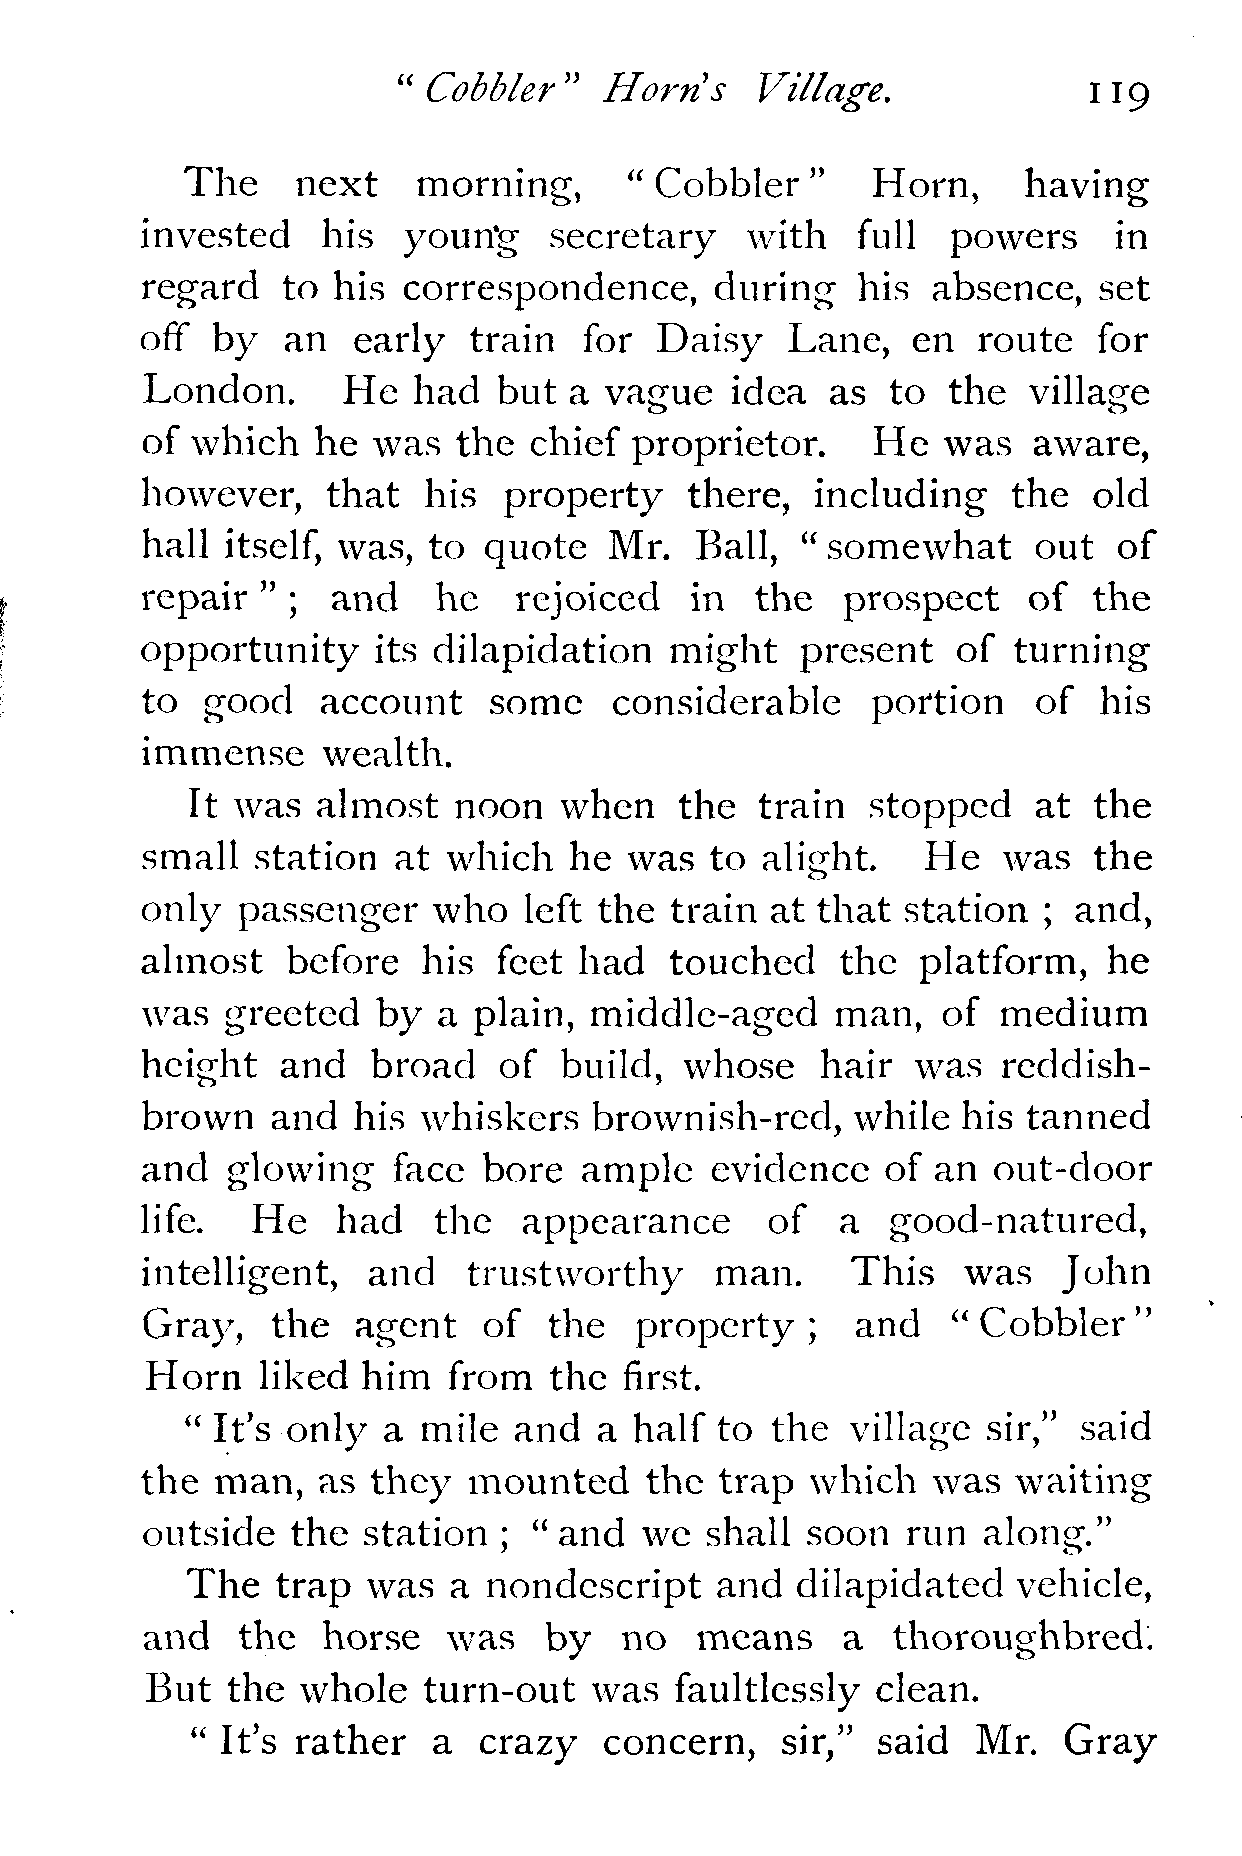 " Cobbler " Horn's Village. 119
The next morning, " Cobbler " Horn, having
invested his young secretary with full powers in
regard to his correspondence, during his absence, set
off by an early train for Daisy Lane, en route for
London. He had but a vague idea as to the village
of which he was the chief proprietor. He was aware,
however, that his property there, including the old
hall itself, was, to quote Mr. Ball, " somewhat out of
repair " ; and he rejoiced in the prospect of the
opportunity its dilapidation might present of turning
to good account some considerable portion of his
immense wealth.
It was almost noon when the train stopped at the
small station at which he was to alight. He was the
only passenger who left the train at that station ; and,
almost before his feet had touched the platform, he
was greeted by a plain, middle-aged man, of medium
height and broad of build, whose hair was reddish-
brown and his whiskers brownish-red, while his tanned
and glowing face bore ample evidence of an out-door
life. He had the appearance of a good-natured,
intelligent, and trustworthy man. This was John
Gray, the agent of the property ; and " Cobbler "
Horn liked him from the first.
" It's only a mile and a half to the village sir," said
the man, as they mounted the trap which was waiting
outside the station ; " and we shall soon run along."
The trap was a nondescript and dilapidated vehicle,
and the horse was by no means a thoroughbred.
But the whole turn-out was faultlessly clean.
" It's rather a crazy concern, sir," said Mr. Gray